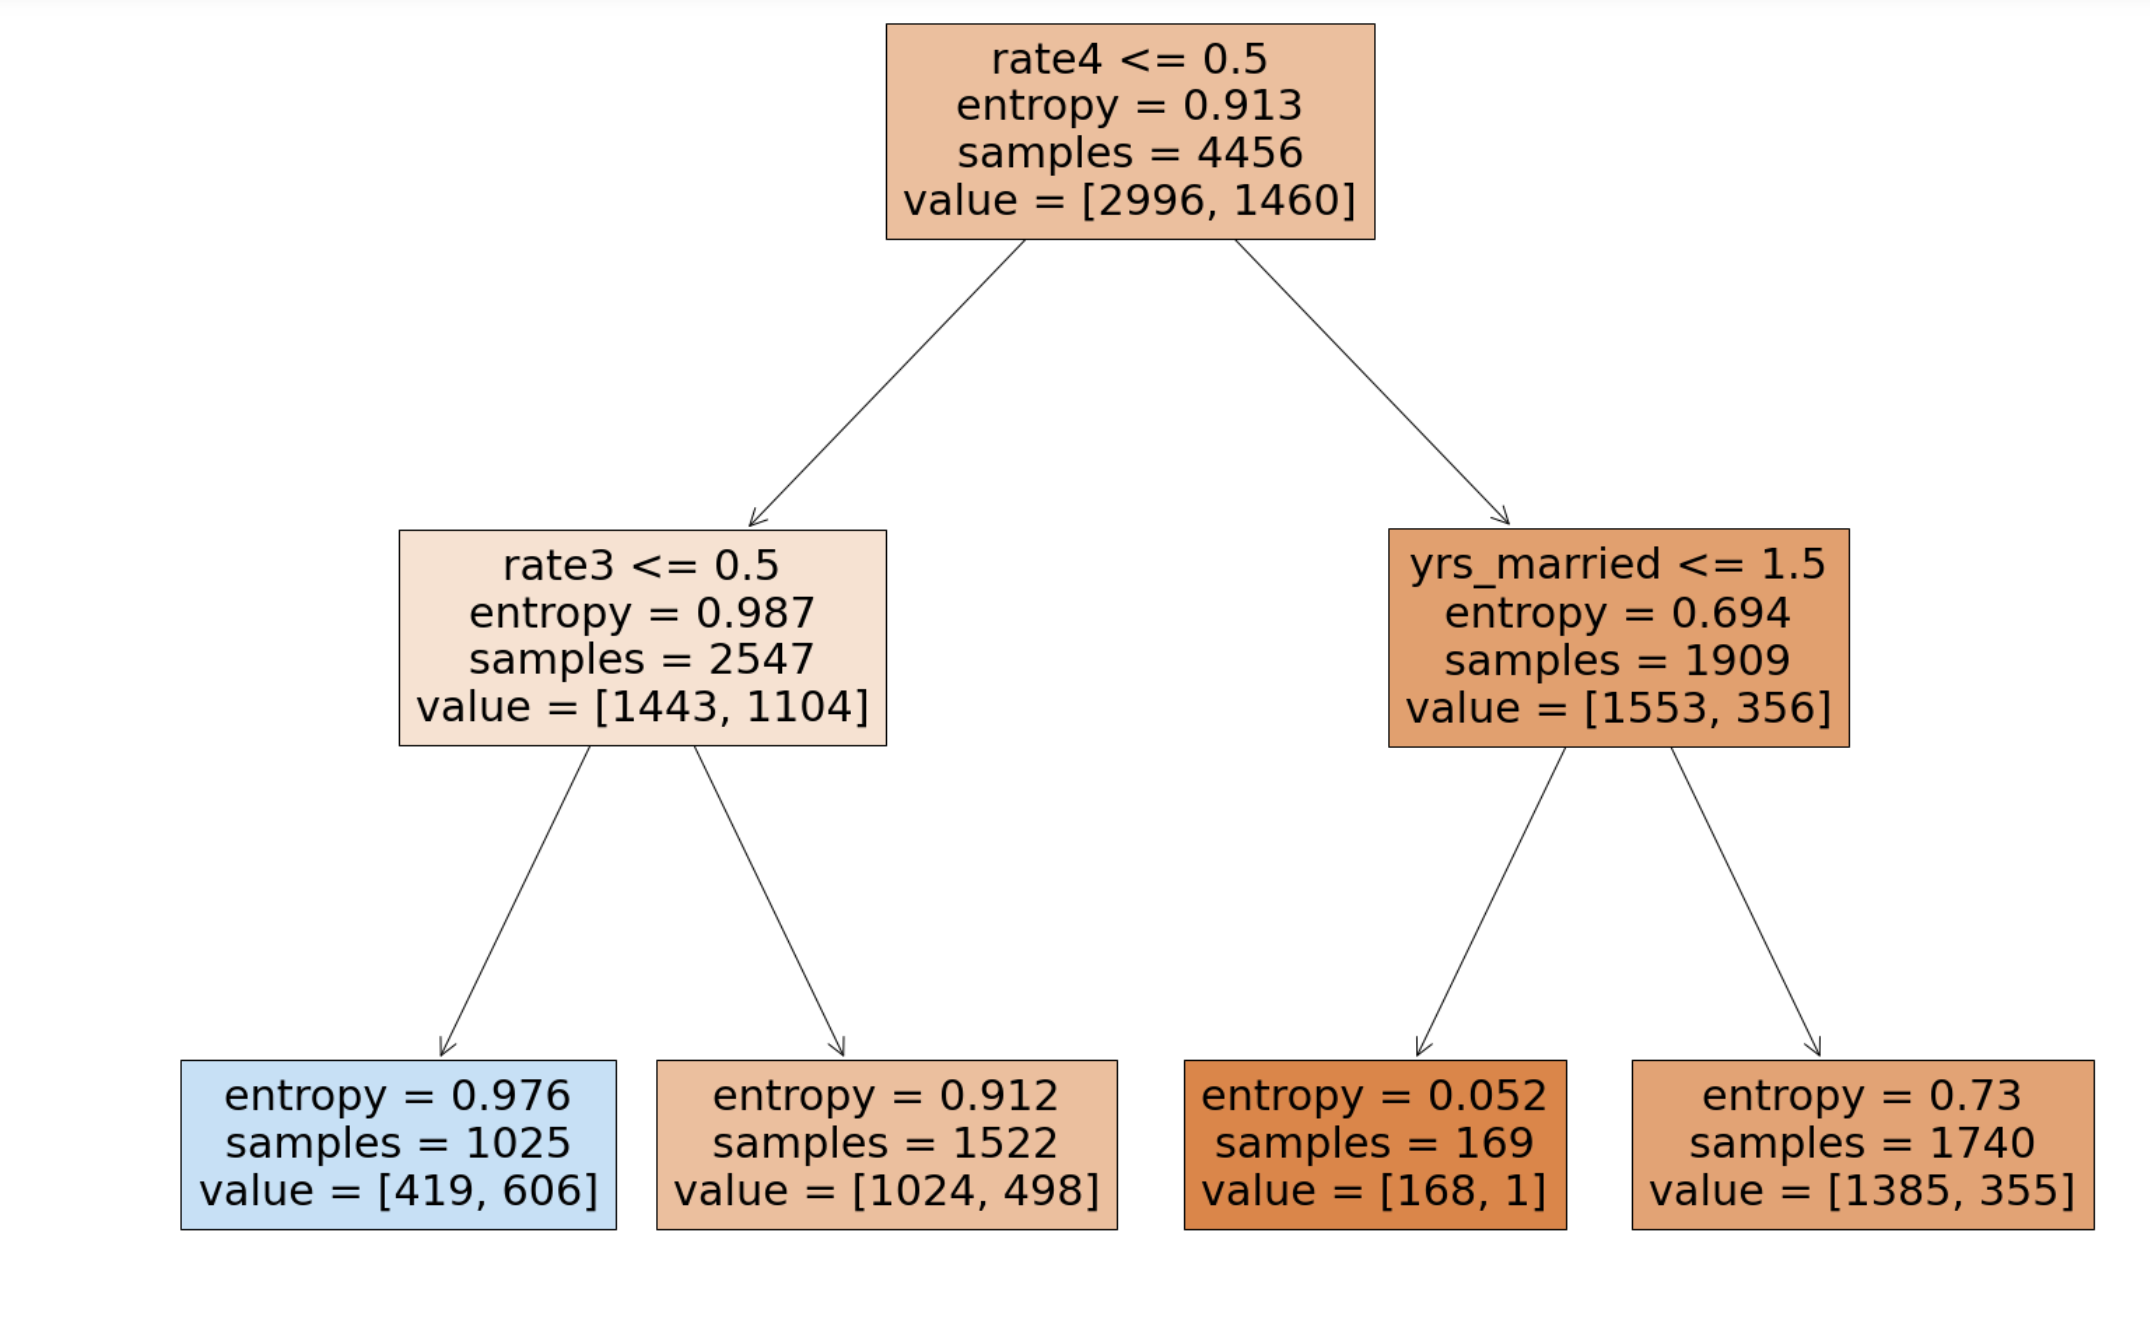 rate4 <= 0.5
entropy = 0.913
samples = 4456
value = [2996, 1460]
rate3 <= 0.5
entropy = 0.987
samples = 2547
value = [1443, 1104]
yrs_married <= 1.5
entropy = 0.694
samples = 1909
value = [1553, 356]
entropy = 0.976
samples = 1025
value = [419, 606]
entropy = 0.912
samples = 1522
value = [1024, 498]
entropy = 0.052
samples = 169
value = [168, 1]
entropy = 0.73
samples = 1740
value = [1385, 355]